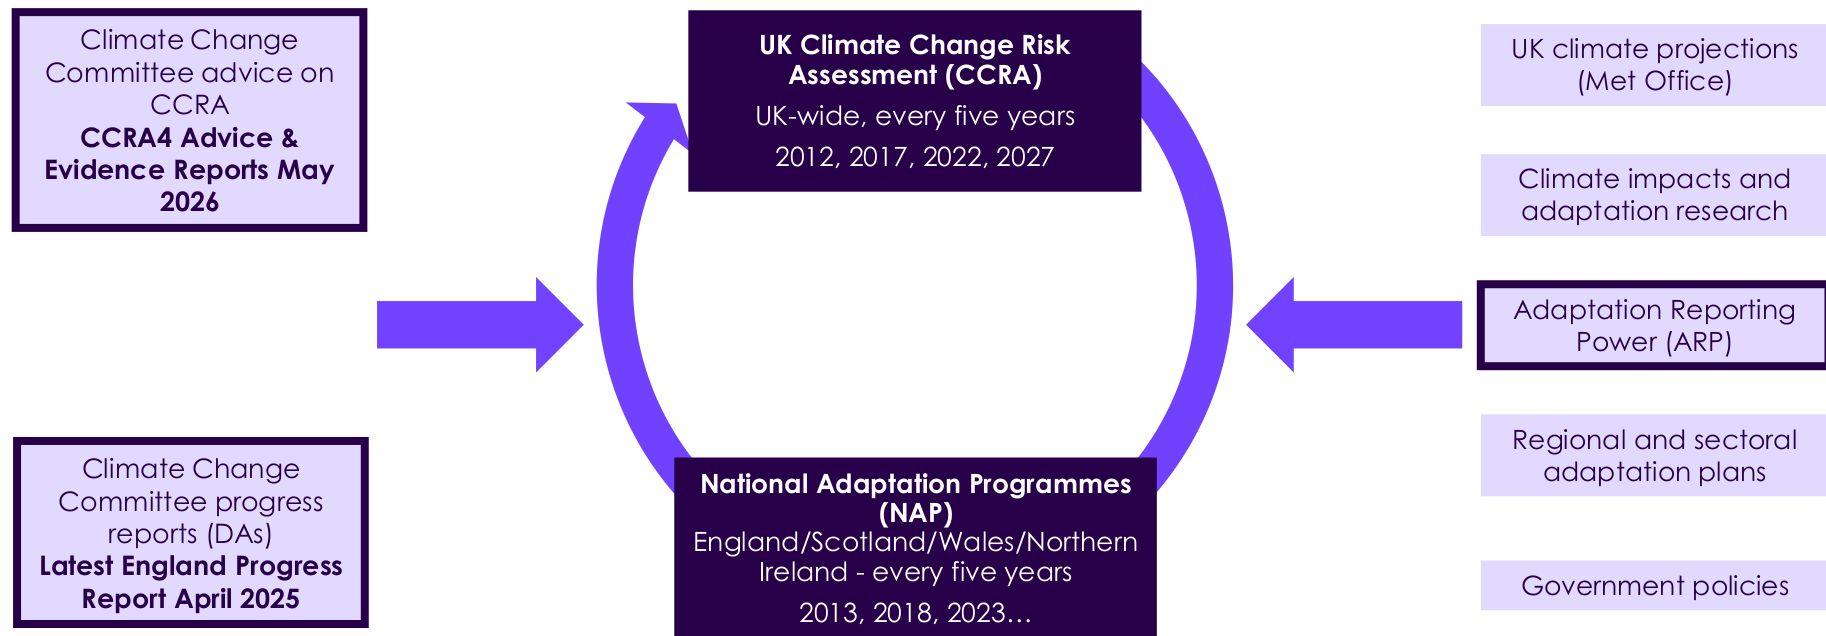 Climate Change
Committee advice on
CCRA
CCRA4 Advice &
Evidence Reports May
2026
Climate Change
Committee progress
reports (DAs)
Latest England Progress
Report April 2025
UK Climate Change Risk
Assessment (CCRA)
UK-wide, every five years
2012, 2017, 2022, 2027
National Adaptation Programmes
(NAP)
England/Scotland/Wales/Northern
Ireland - every five years
2013, 2018, 2023…
UK climate projections
(Met Office)
Climate impacts and
adaptation research
Adaptation Reporting
Power (ARP)
Regional and sectoral
adaptation plans
Government policies